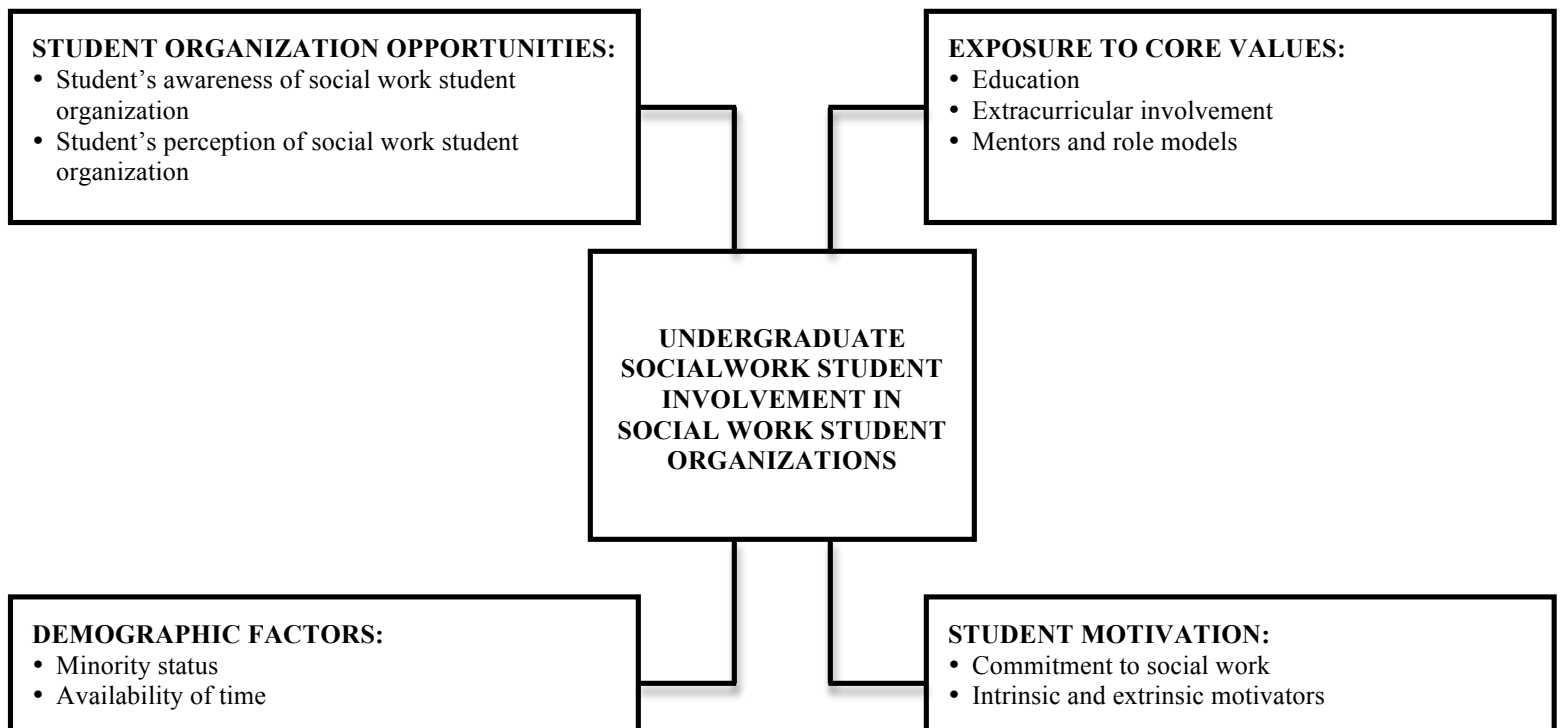 STUDENT ORGANIZATION OPPORTUNITIES:
• Student’s awareness of social work student
organization
• Student’s perception of social work student
organization
EXPOSURE TO CORE VALUES:
• Education
• Extracurricular involvement
• Mentors and role models
UNDERGRADUATE
SOCIALWORK STUDENT
INVOLVEMENT IN
SOCIAL WORK STUDENT
ORGANIZATIONS
DEMOGRAPHIC FACTORS:
• Minority status
• Availability of time
STUDENT MOTIVATION:
• Commitment to social work
• Intrinsic and extrinsic motivators